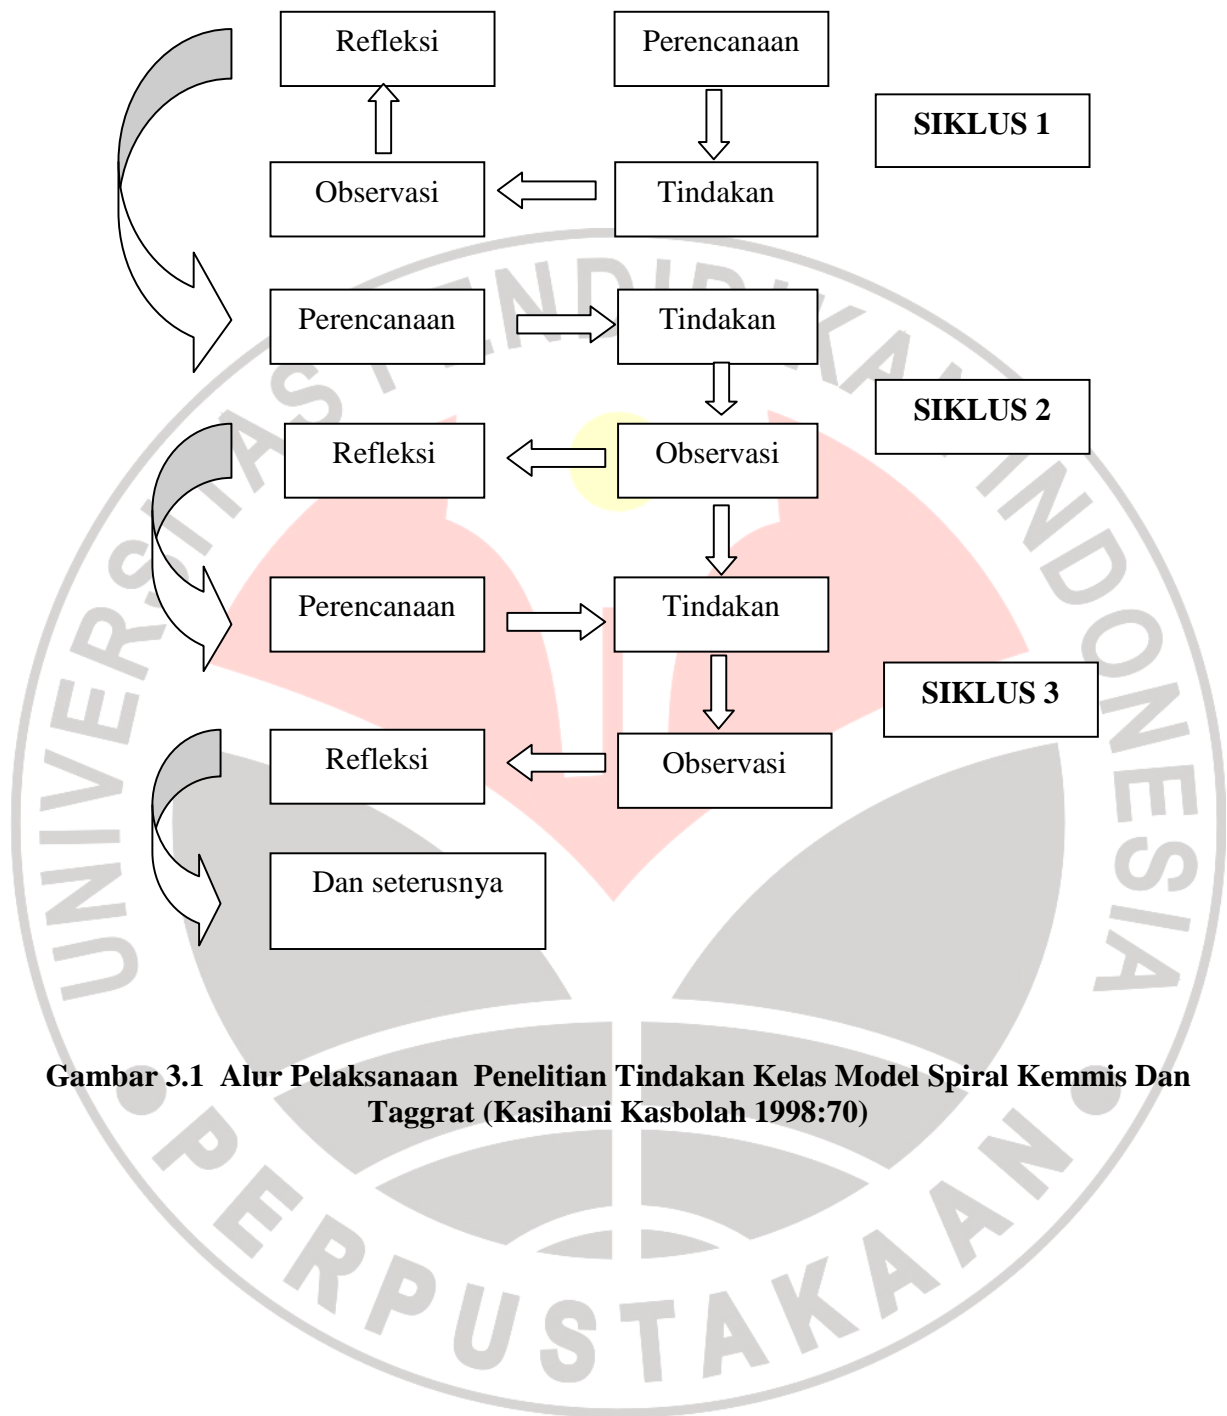 Refleksi
Perencanaan
SIKLUS 1
Observasi
Tindakan
Perencanaan
Tindakan
SIKLUS 2
Refleksi
Observasi
Perencanaan
Tindakan
SIKLUS 3
Refleksi
Observasi
Dan seterusnya
Gambar 3.1 Alur Pelaksanaan Penelitian Tindakan Kelas Model Spiral Kemmis Dan
Taggrat (Kasihani Kasbolah 1998:70)
UNIVERSITAS PENDIDIKAN INDONESIA
PERPUSTAKAAN